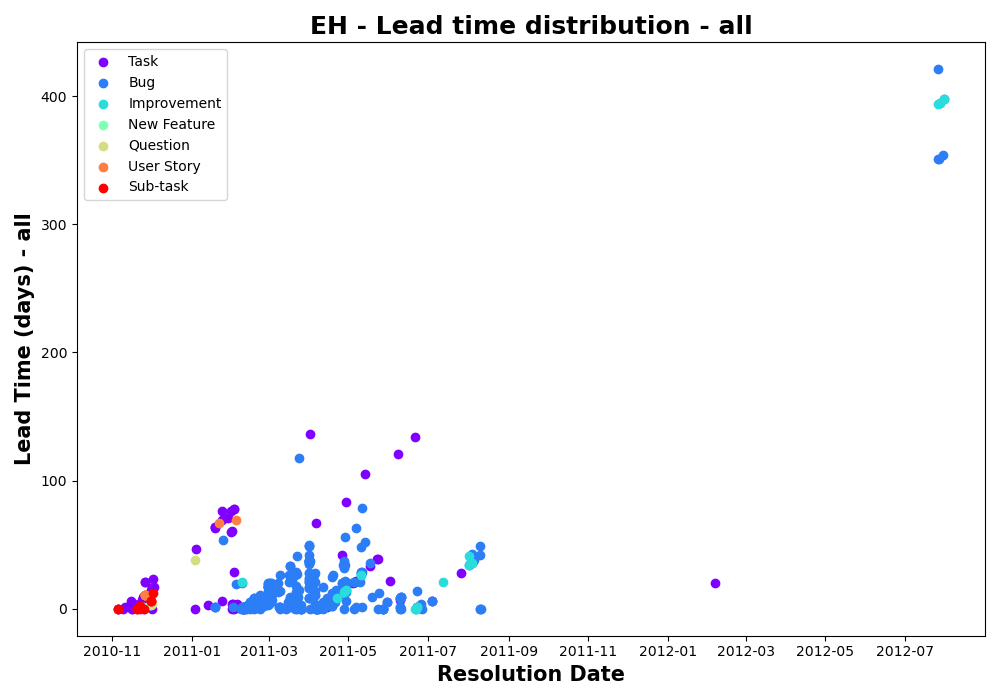 EH - Lead time distribution - all
Task
Bug
Improvement
New Feature
Question
User Story
Sub-task
Lead Time (days) - all
400
300
200
100
0
2010-11 2011-01 2011-03 2011-05 2011-07 2011-09 2011-11 2012-01 2012-03 2012-05 2012-07
Resolution Date